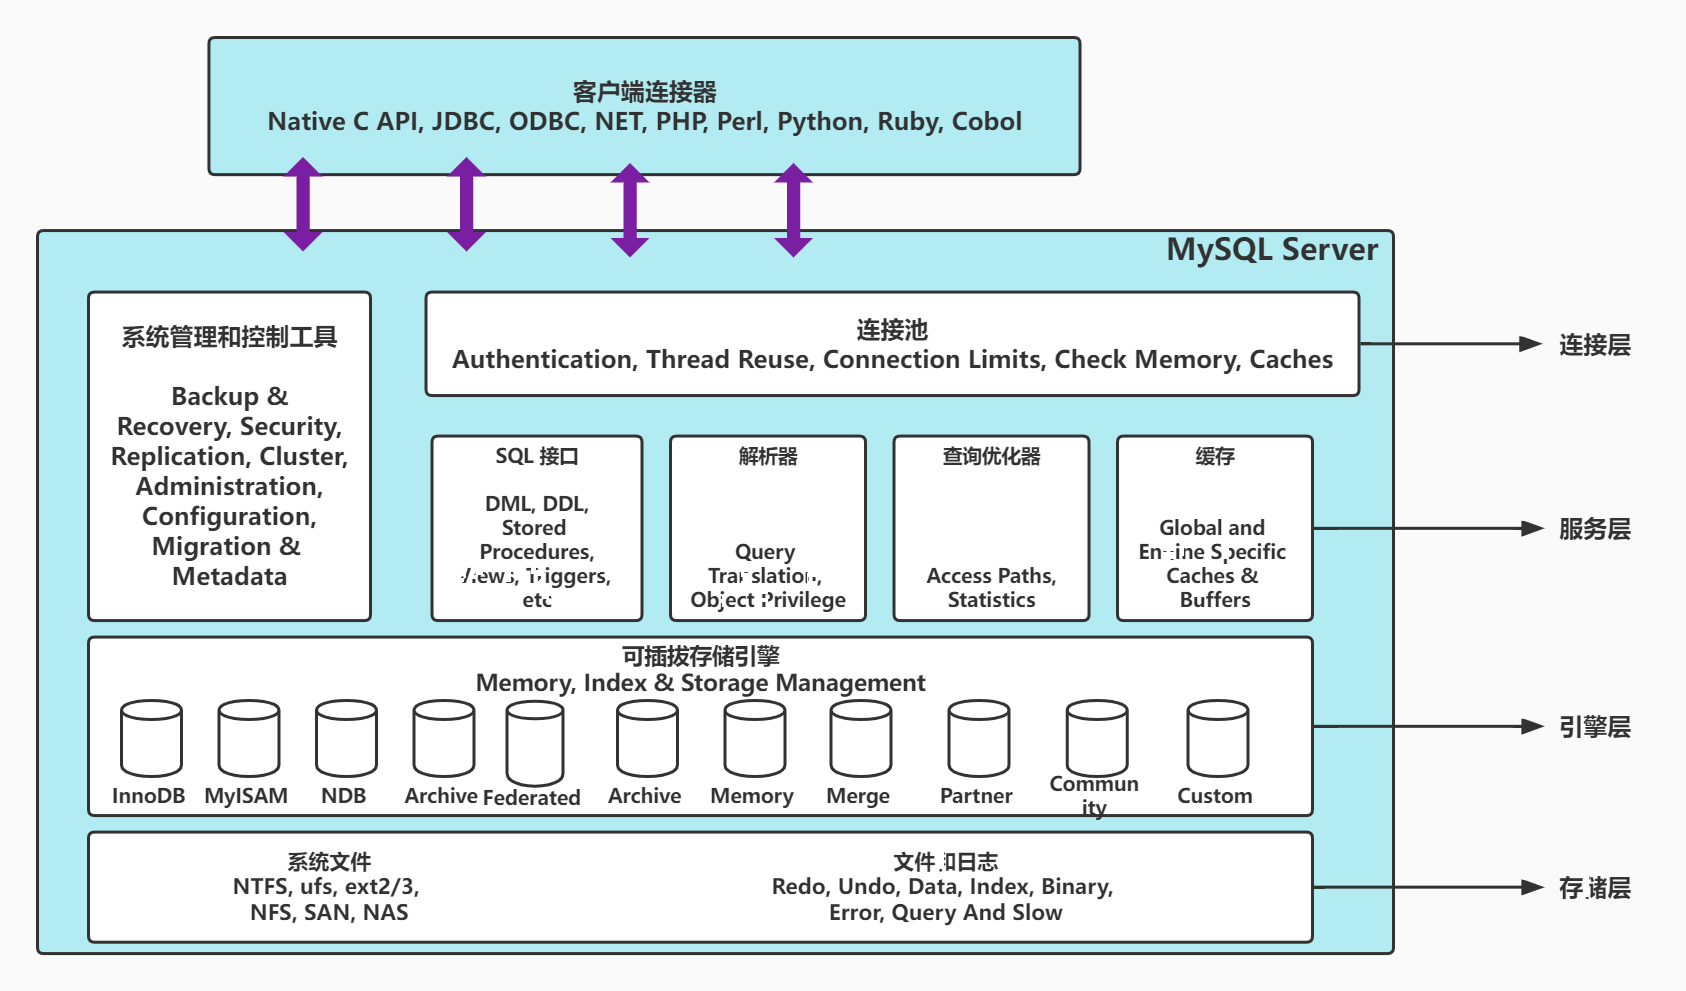 客户端连接器
Native C API, JDBC, ODBC, NET, PHP, Perl, Python, Ruby, Cobol
MySQL Server
系统管理和控制工具
Backup &
Recovery, Security,
Replication, Cluster,
Administration,
Configuration,
Migration &
Metadata
连接池
Authentication, Thread Reuse, Connection Limits, Check Memory, Caches
连接层
SQL 接口
DML, DDL,
Stored
Procedures,
Views, Triggers,
etc
解析器
Query
Translation,
Object Privilege
查询优化器
Access Paths,
Statistics
缓存
Global and
Engine Specific
Caches &
Buffers
服务层
可插拔存储引擎
Memory, Index & Storage Management
InnoDB
MyISAM
NDB
Archive
Federated
Archive
Memory
Merge
Partner
Commun
ity
Custom
引擎层
系统文件
NTFS, ufs, ext2/3,
NFS, SAN, NAS
文件和日志
Redo, Undo, Data, Index, Binary,
Error, Query And Slow
存储层